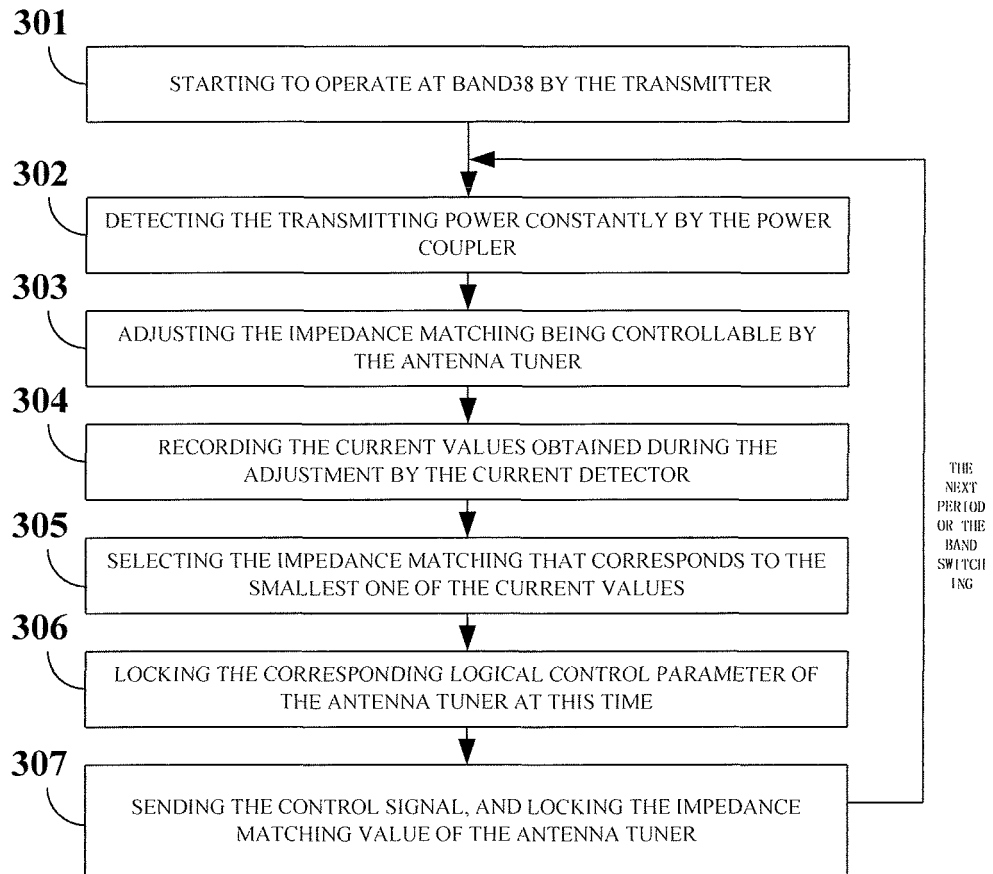 301
STARTING TO OPERATE AT BAND38 BY THE TRANSMITTER
302
DETECTING THE TRANSMITTING POWER CONSTANTLY BY THE POWER
COUPLER
303
ADJUSTING THE IMPEDANCE MATCHING BEING CONTROLLABLE BY
THE ANTENNA TUNER
304
RECORDING THE CURRENT VALUES OBTAINED DURING THE
ADJUSTMENT BY THE CURRENT DETECTOR
305
SELECTING THE IMPEDANCE MATCHING THAT CORRESPONDS TO THE
SMALLEST ONE OF THE CURRENT VALUES
306
LOCKING THE CORRESPONDING LOGICAL CONTROL PARAMETER OF
THE ANTENNA TUNER AT THIS TIME
307
SENDING THE CONTROL SIGNAL, AND LOCKING THE IMPEDANCE
MATCHING VALUE OF THE ANTENNA TUNER
THE
NEXT
PERIOD
OR THE
BAND
SWITCH
ING